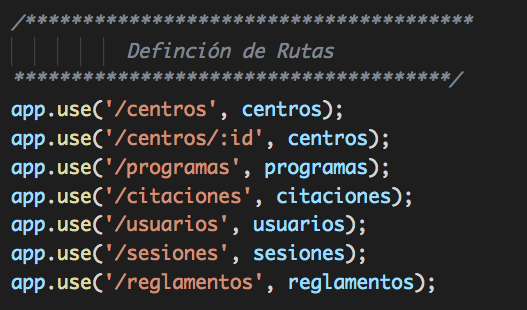 /***************************************
Definción de Rutas
**************************************/
app.use('/centros', centros);
app.use('/centros/:id', centros);
app.use('/programas', programas);
app.use('/citaciones', citaciones);
app.use('/usuarios', usuarios);
app.use('/sesiones', sesiones);
app.use('/reglamentos', reglamentos);